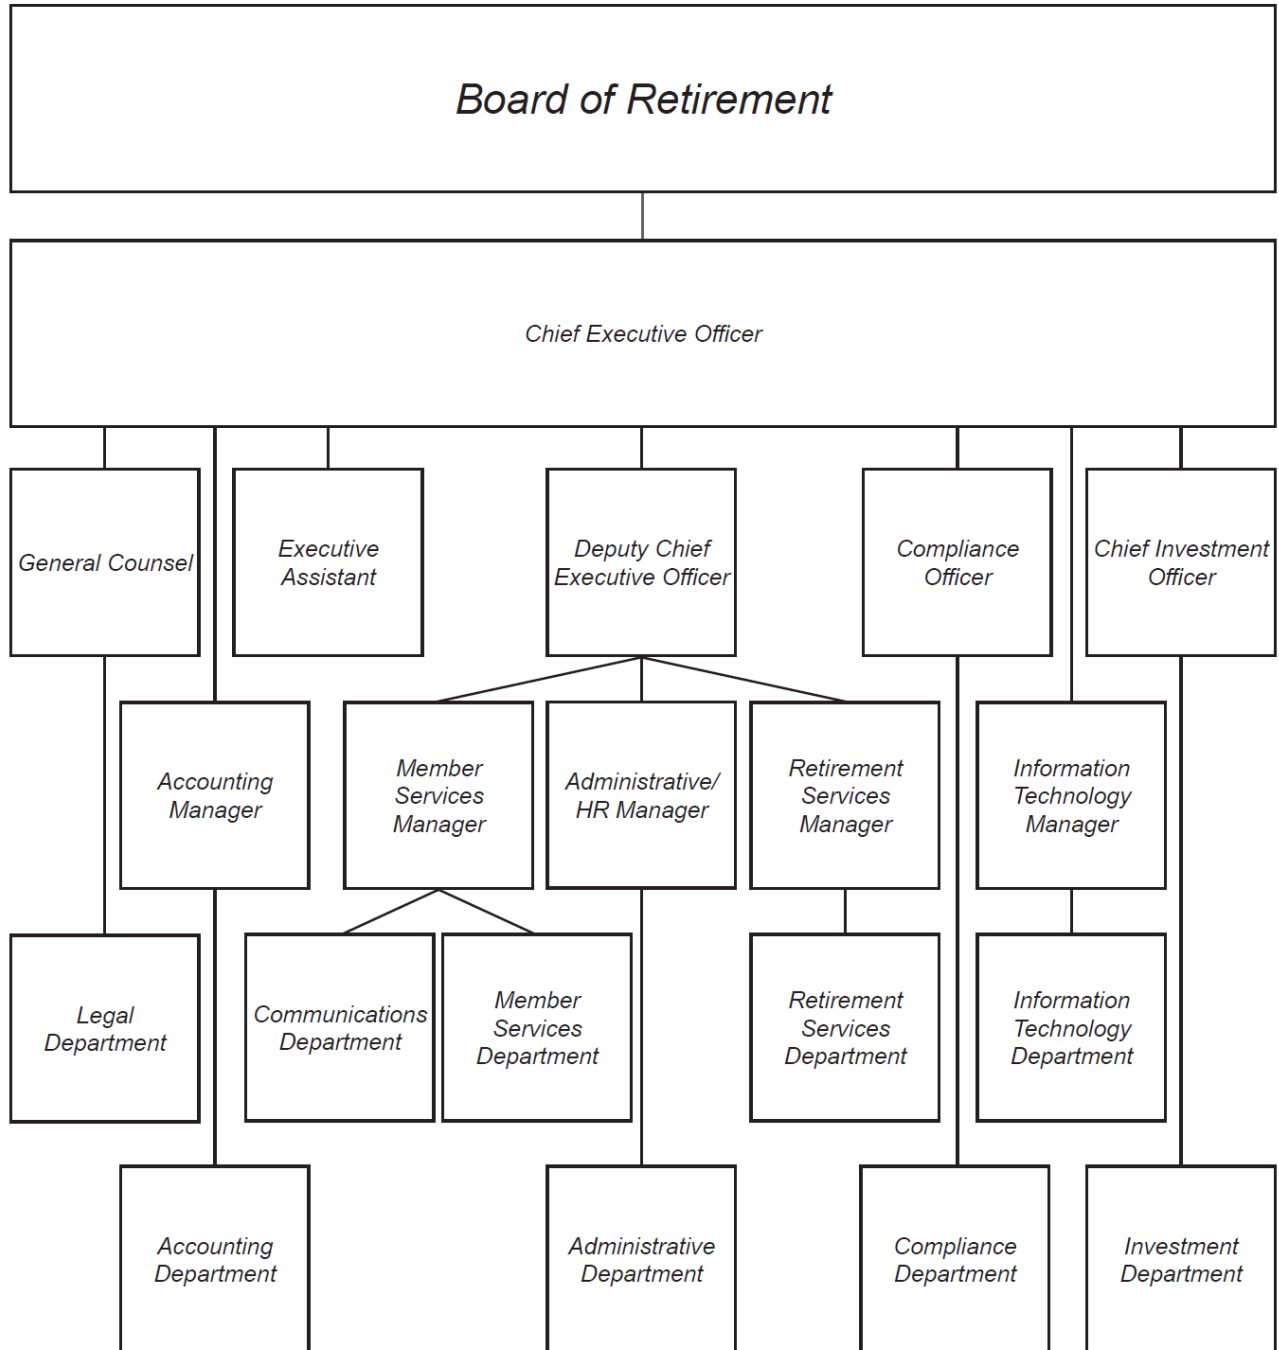 Board of Retirement
Chief Executive Officer
General Counsel
Executive
Assistant
Deputy Chief
Executive Officer
Compliance
Officer
Chief Investment
Officer
Accounting
Manager
Member
Services
Manager
Administrative/
HR Manager
Retirement
Services
Manager
Information
Technology
Manager
Legal
Department
Communications
Department
Member
Services
Department
Retirement
Services
Department
Information
Technology
Department
Accounting
Department
Administrative
Department
Compliance
Department
Investment
Department